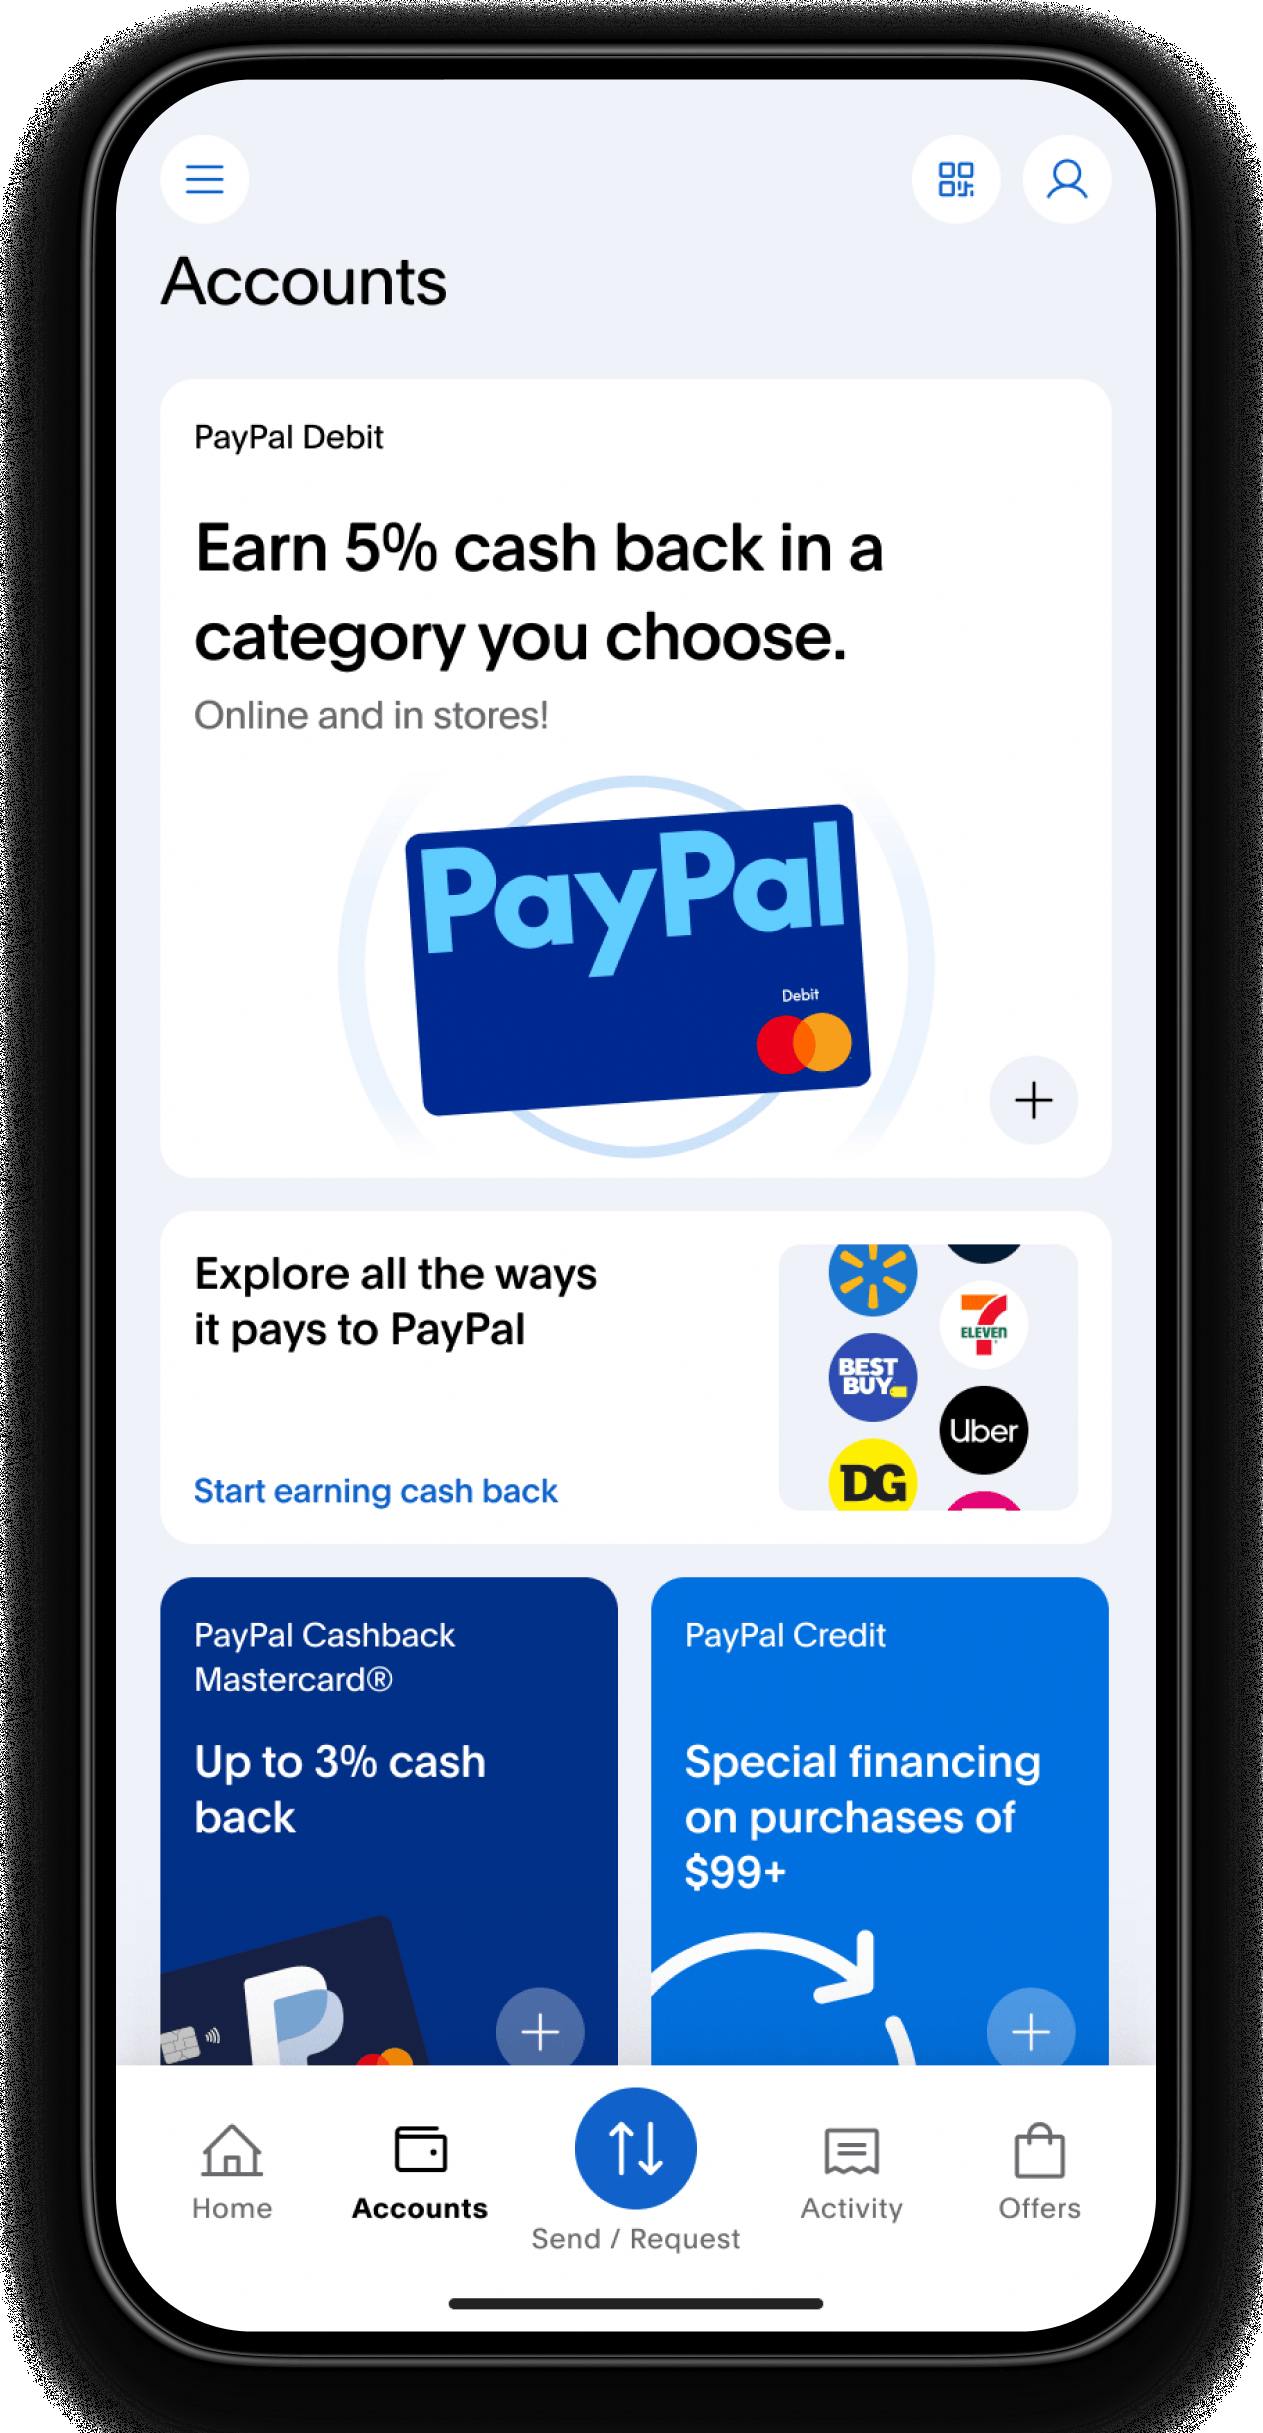 Accounts
PayPal Debit
Earn 5% cash back in a
category you choose.
Online and in stores!
PayPal
Debit
Explore all the ways
it pays to PayPal
Start earning cash back
7
ELEVEN
BEST
BUY
Uber
DG
PayPal Cashback
Mastercard®
Up to 3% cash
back
PayPal Credit
Special financing
on purchases of
$99+
P
Home
Accounts
Send / Request
Activity
Offers